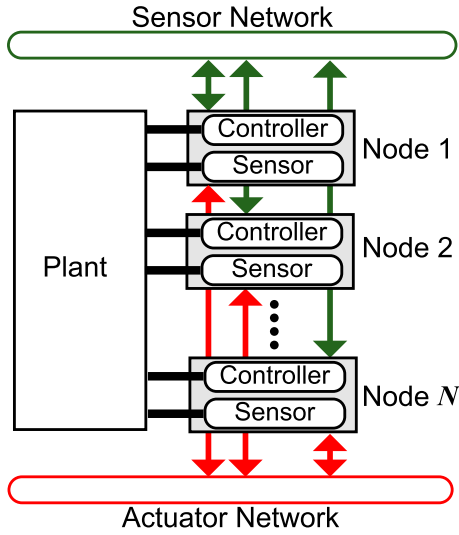 Sensor Network
Controller
Sensor
Node 1
Plant
Controller
Sensor
Node 2
Controller
Sensor
Node N
Actuator Network